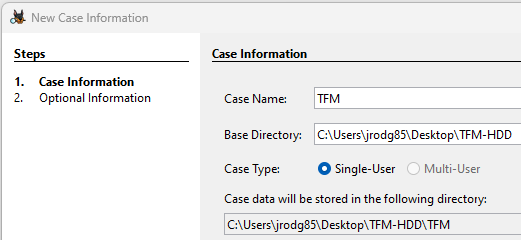 New Case Information
Steps
1. Case Information
2. Optional Information
Case Information
Case Name: TFM
Base Directory: C:\Users\jrodg85\Desktop\TFM-HDD
Case Type: Single-User Multi-User
Case data will be stored in the following directory:
C:\Users\jrodg85\Desktop\TFM-HDD\TFM